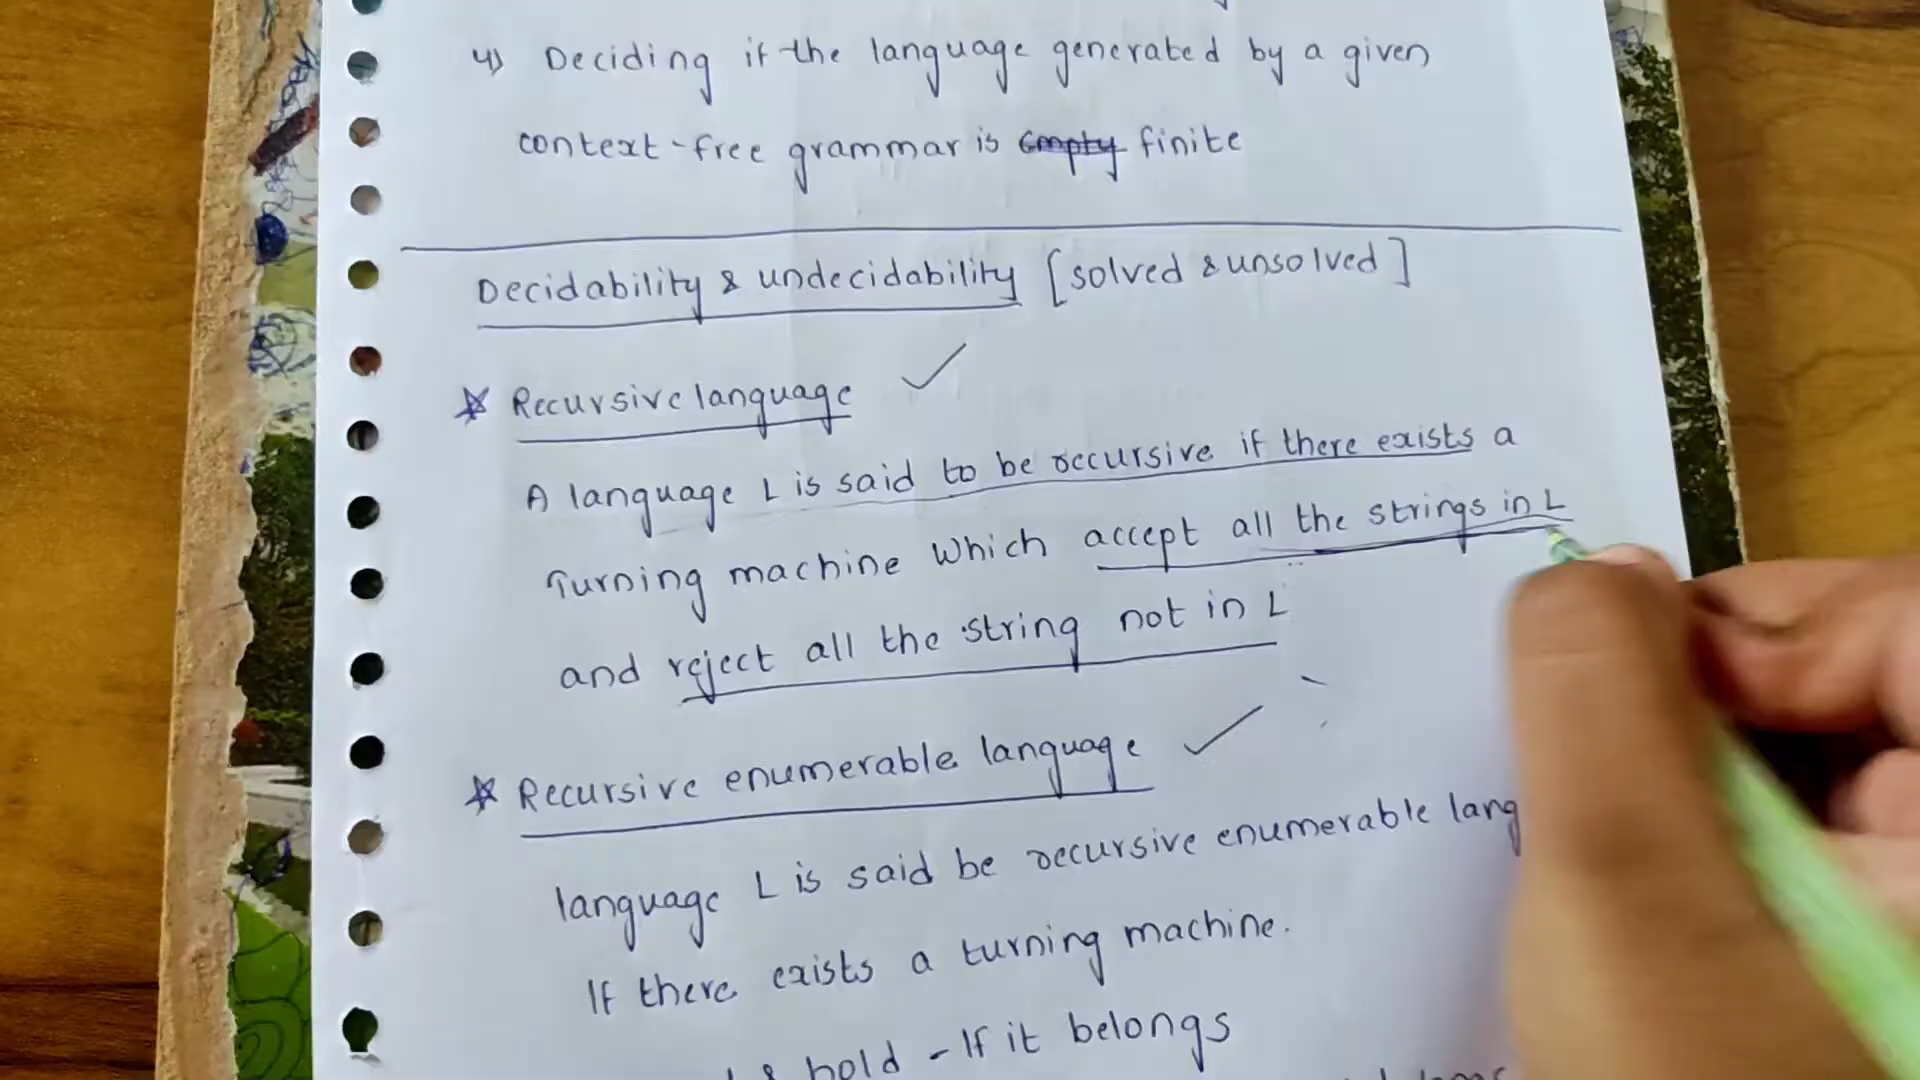 4) Deciding if the language generated by a given
context-free grammar is empty finite
Decidability & undecidability [solved & unsolved]
Recursive language ✓
A language L is said to be recursive if there exists a
Turning machine which accept all the strings in L
and reject all the string not in L
Recursive enumerable language ✓
language L is said be recursive enumerable lang
If there exists a turning machine.
& hold - If it belongs